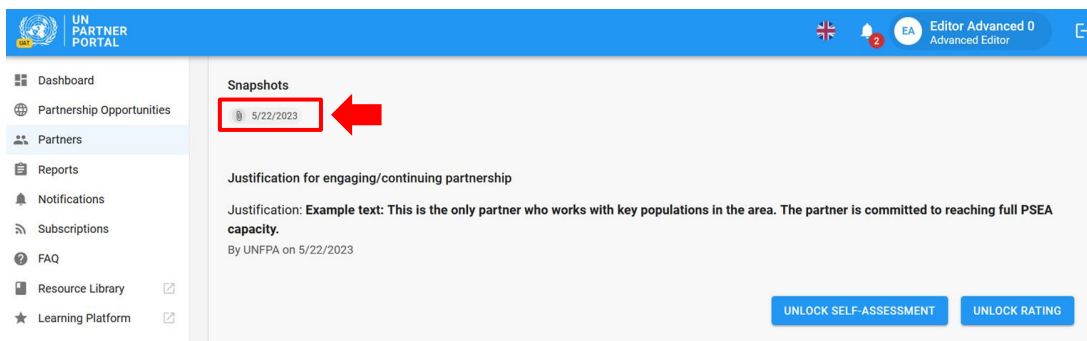 UN
PARTNER
PORTAL
UAT
2
EA
Editor Advanced 0
Advanced Editor
Dashboard
Partnership Opportunities
Partners
Reports
Notifications
Subscriptions
FAQ
Resource Library
Learning Platform
Snapshots
5/22/2023
Justification for engaging/continuing partnership
Justification: Example text: This is the only partner who works with key populations in the area. The partner is committed to reaching full PSEA
capacity.
By UNFPA on 5/22/2023
UNLOCK SELF-ASSESSMENT
UNLOCK RATING